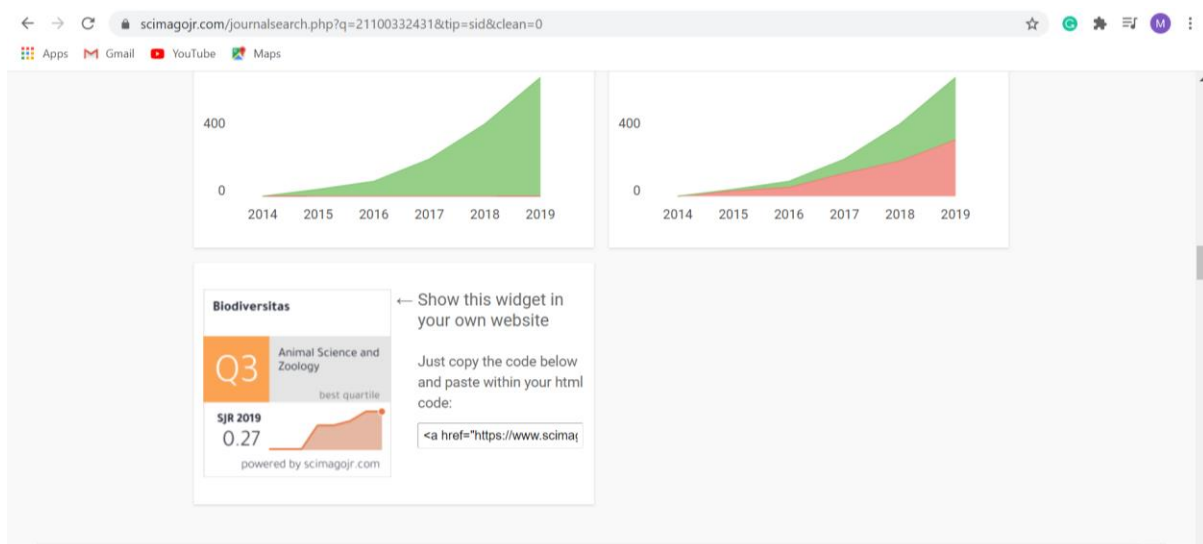 scimagojr.com/journalsearch.php?q=21100332431&tip=sid&clean=0
M
Apps Gmail YouTube Maps
400
0
2014 2015 2016 2017 2018 2019
400
0
2014 2015 2016 2017 2018 2019
Biodiversitas
Q3
Animal Science and
Zoology
best quartile
SJR 2019
0.27
powered by scimagojr.com
← Show this widget in
your own website
Just copy the code below
and paste within your html
code:
<a href="https://www.scimag